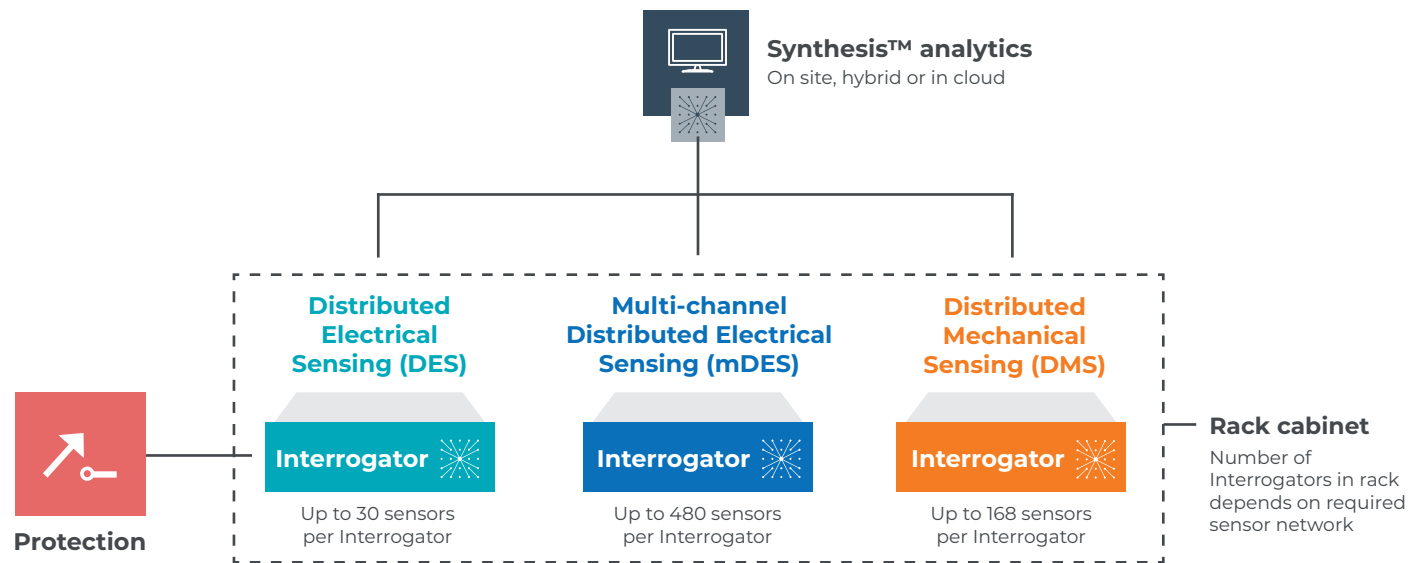 Synthesis™ analytics
On site, hybrid or in cloud
Distributed
Electrical
Sensing (DES)
Multi-channel
Distributed Electrical
Sensing (mDES)
Distributed
Mechanical
Sensing (DMS)
Interrogator
Interrogator
Interrogator
Up to 30 sensors
per Interrogator
Up to 480 sensors
per Interrogator
Up to 168 sensors
per Interrogator
Protection
Rack cabinet
Number of
Interrogators in rack
depends on required
sensor network